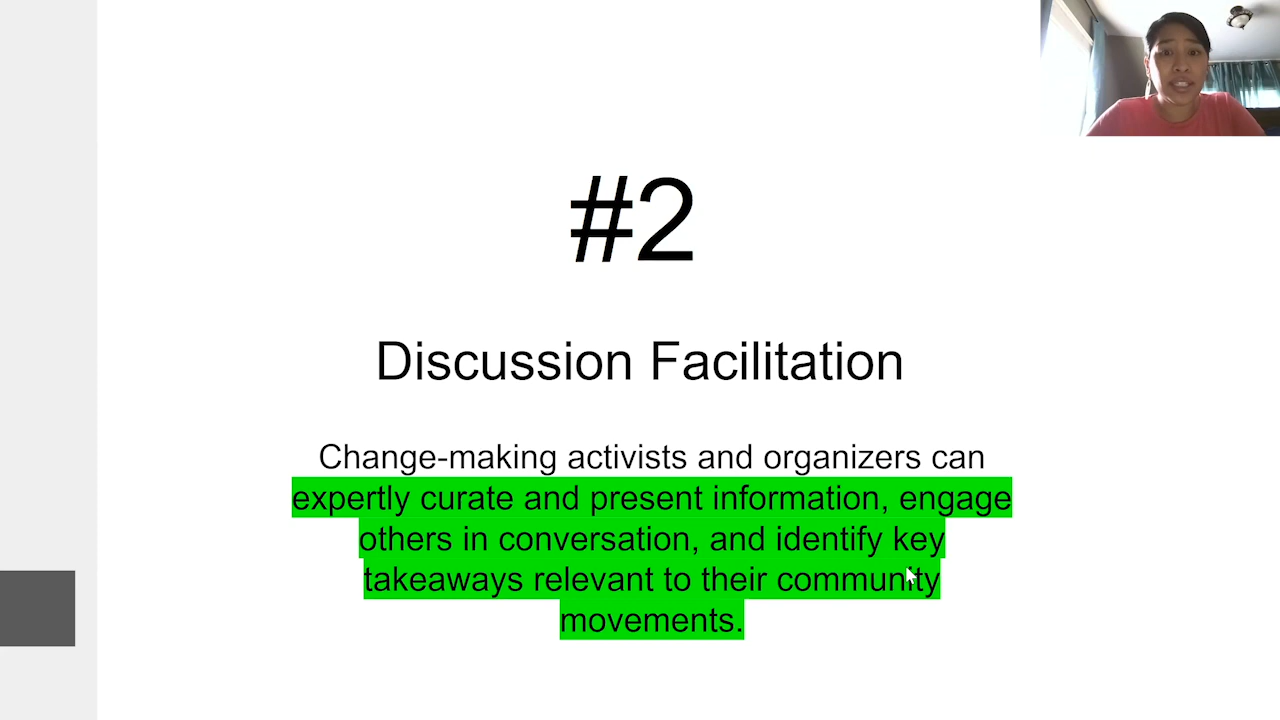 #2
Discussion Facilitation
Change-making activists and organizers can
expertly curate and present information, engage
others in conversation, and identify key
takeaways relevant to their community
movements.